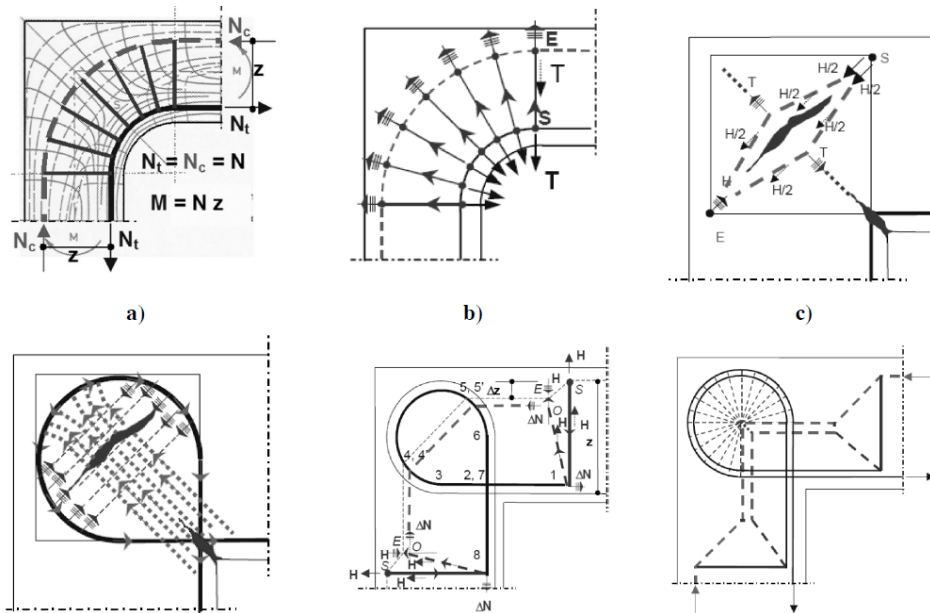 N_c
M
z
S
N_t
N_t = N_c = N
M = N z
N_c
M
N_t
z
a)
E
T
S
T
b)
S
H/2
H/2
T
H/2
H/2
T
H
H/2
E
c)
H
5, 5'
Δz
H
E
S
ΔN
O
H
H
z
6
4, 4'
3
2, 7
1
ΔN
ΔN
E
O
8
H
H
S
H
H
ΔN